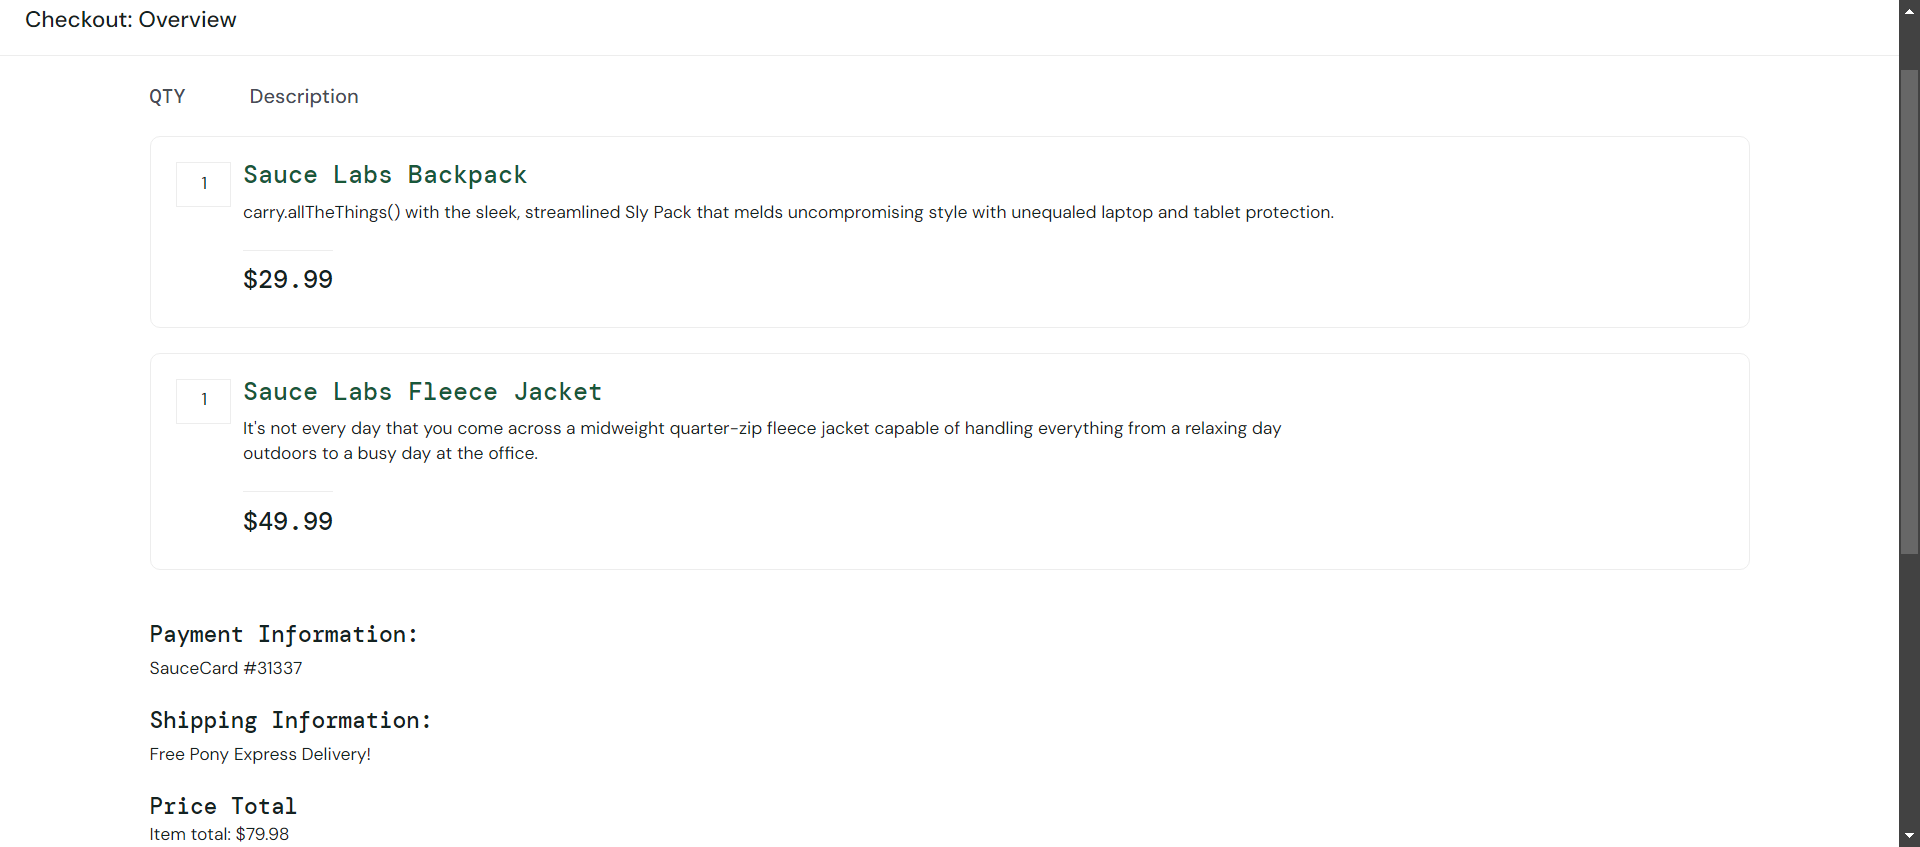 Checkout: Overview
QTY Description
1 Sauce Labs Backpack
carry.allTheThings() with the sleek, streamlined Sly Pack that melds uncompromising style with unequaled laptop and tablet protection.
$29.99
1 Sauce Labs Fleece Jacket
It's not every day that you come across a midweight quarter-zip fleece jacket capable of handling everything from a relaxing day
outdoors to a busy day at the office.
$49.99
Payment Information:
SauceCard #31337
Shipping Information:
Free Pony Express Delivery!
Price Total
Item total: $79.98